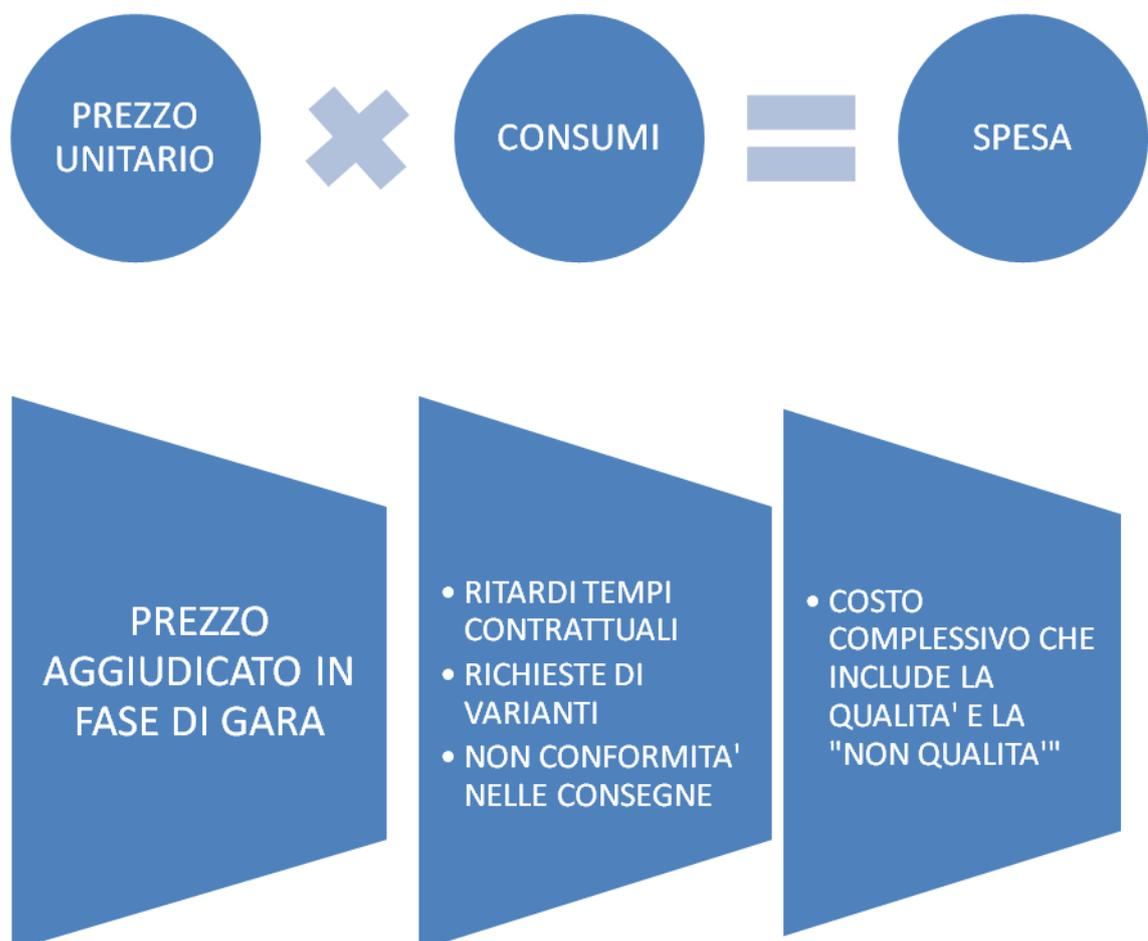 PREZZO
UNITARIO
CONSUMI
SPESA
PREZZO
AGGIUDICATO IN
FASE DI GARA
• RITARDI TEMPI
CONTRATTUALI
• RICHIESTE DI
VARIANTI
• NON CONFORMITA'
NELLE CONSEGNE
• COSTO
COMPLESSIVO CHE
INCLUDE LA
QUALITA' E LA
"NON QUALITA'"